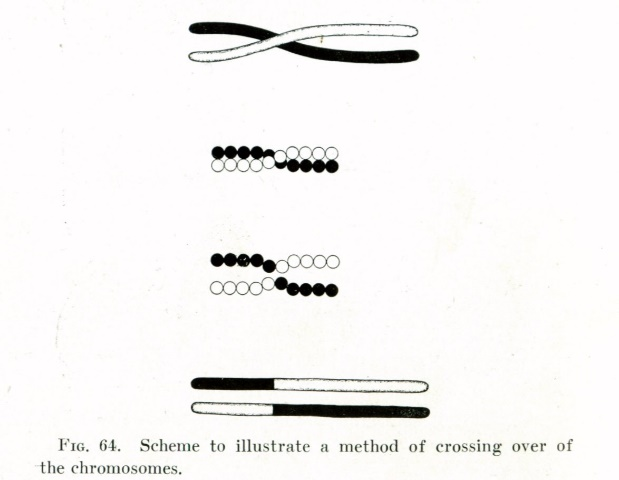 FIG. 64. Scheme to illustrate a method of crossing over of
the chromosomes.